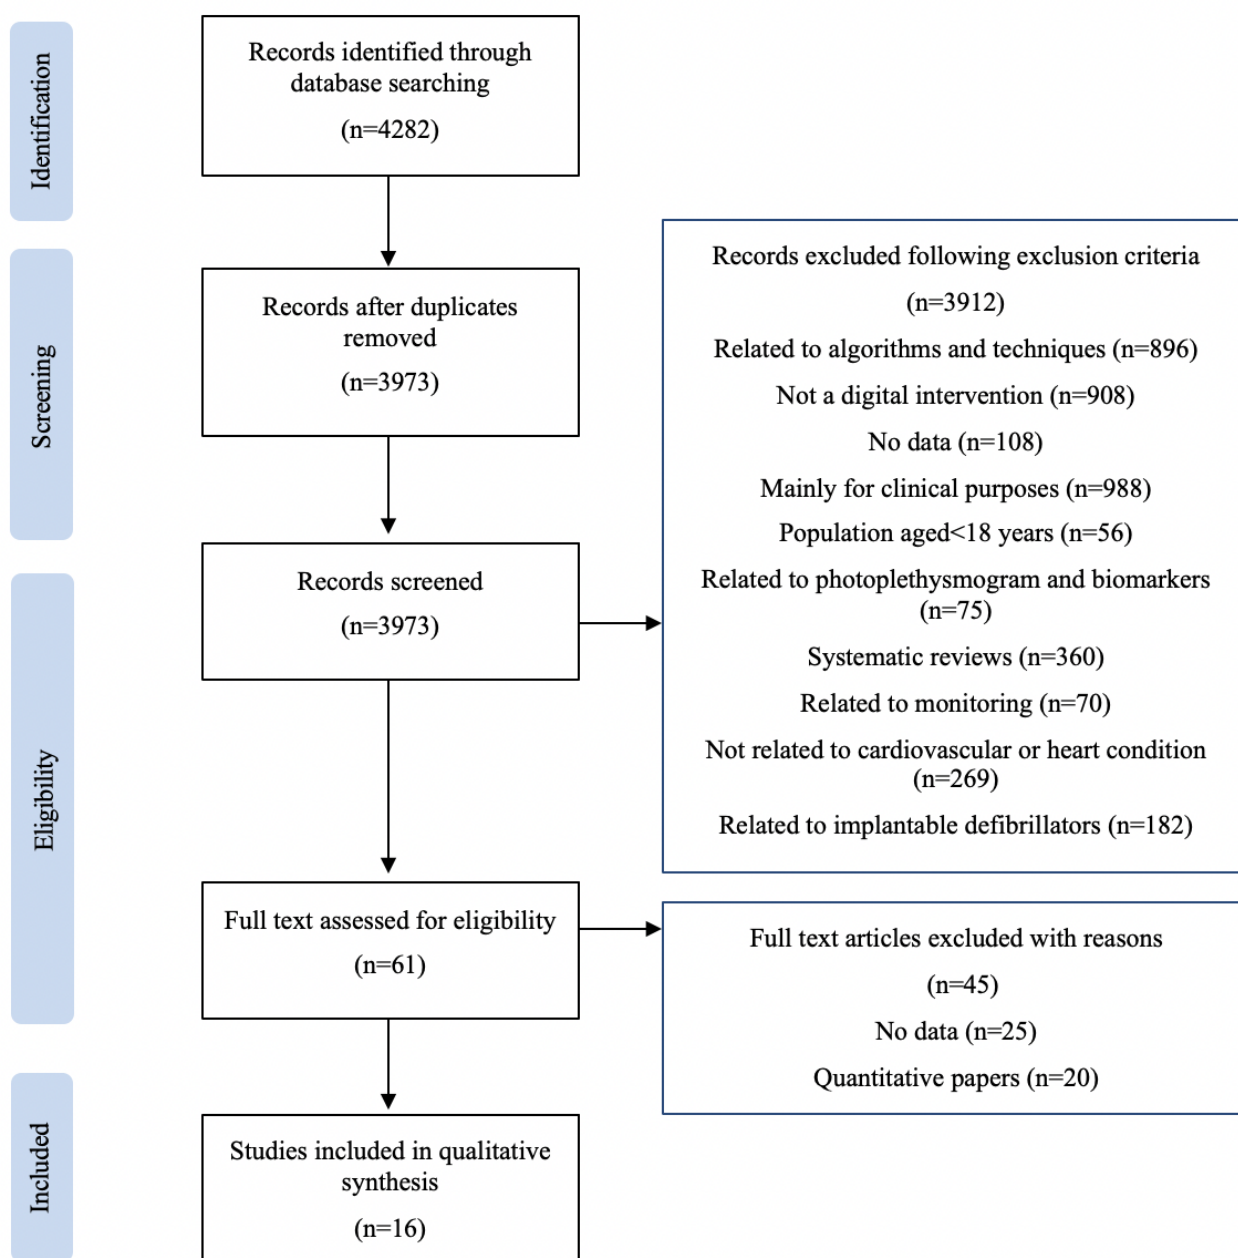 Identification
Records identified through
database searching
(n=4282)
Screening
Records after duplicates
removed
(n=3973)
Records screened
(n=3973)
Records excluded following exclusion criteria
(n=3912)
Related to algorithms and techniques (n=896)
Not a digital intervention (n=908)
No data (n=108)
Mainly for clinical purposes (n=988)
Population aged<18 years (n=56)
Related to photoplethysmogram and biomarkers
(n=75)
Systematic reviews (n=360)
Related to monitoring (n=70)
Not related to cardiovascular or heart condition
(n=269)
Related to implantable defibrillators (n=182)
Eligibility
Full text assessed for eligibility
(n=61)
Full text articles excluded with reasons
(n=45)
No data (n=25)
Quantitative papers (n=20)
Included
Studies included in qualitative
synthesis
(n=16)